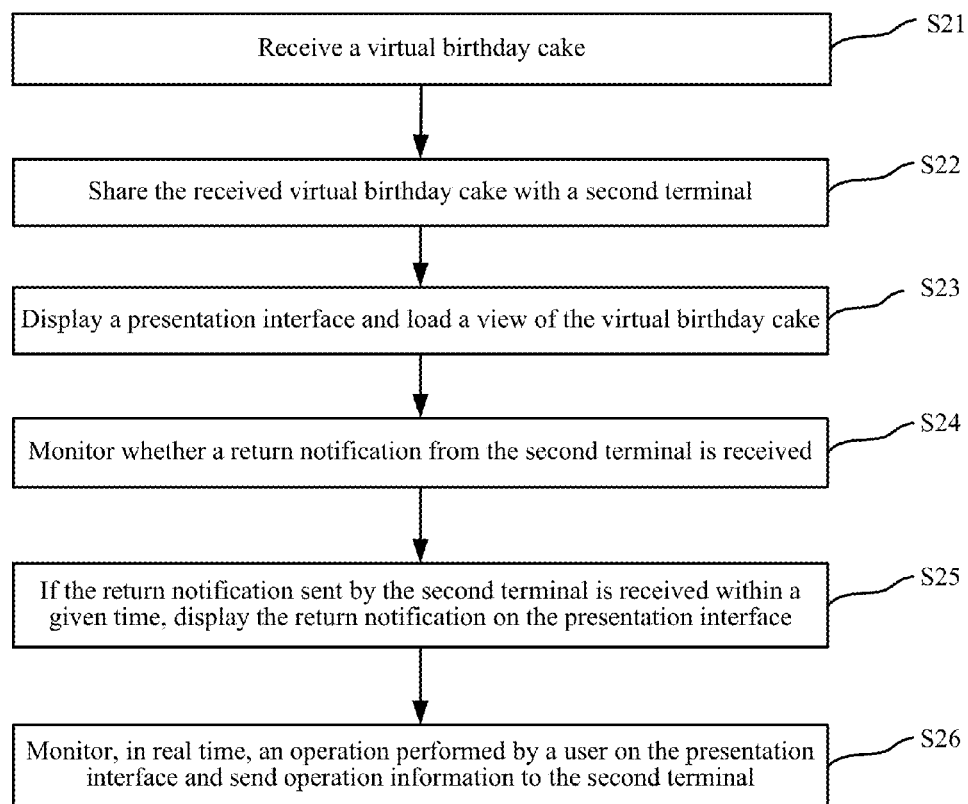 Receive a virtual birthday cake
S21
Share the received virtual birthday cake with a second terminal
S22
Display a presentation interface and load a view of the virtual birthday cake
S23
Monitor whether a return notification from the second terminal is received
S24
If the return notification sent by the second terminal is received within a
given time, display the return notification on the presentation interface
S25
Monitor, in real time, an operation performed by a user on the presentation
interface and send operation information to the second terminal
S26